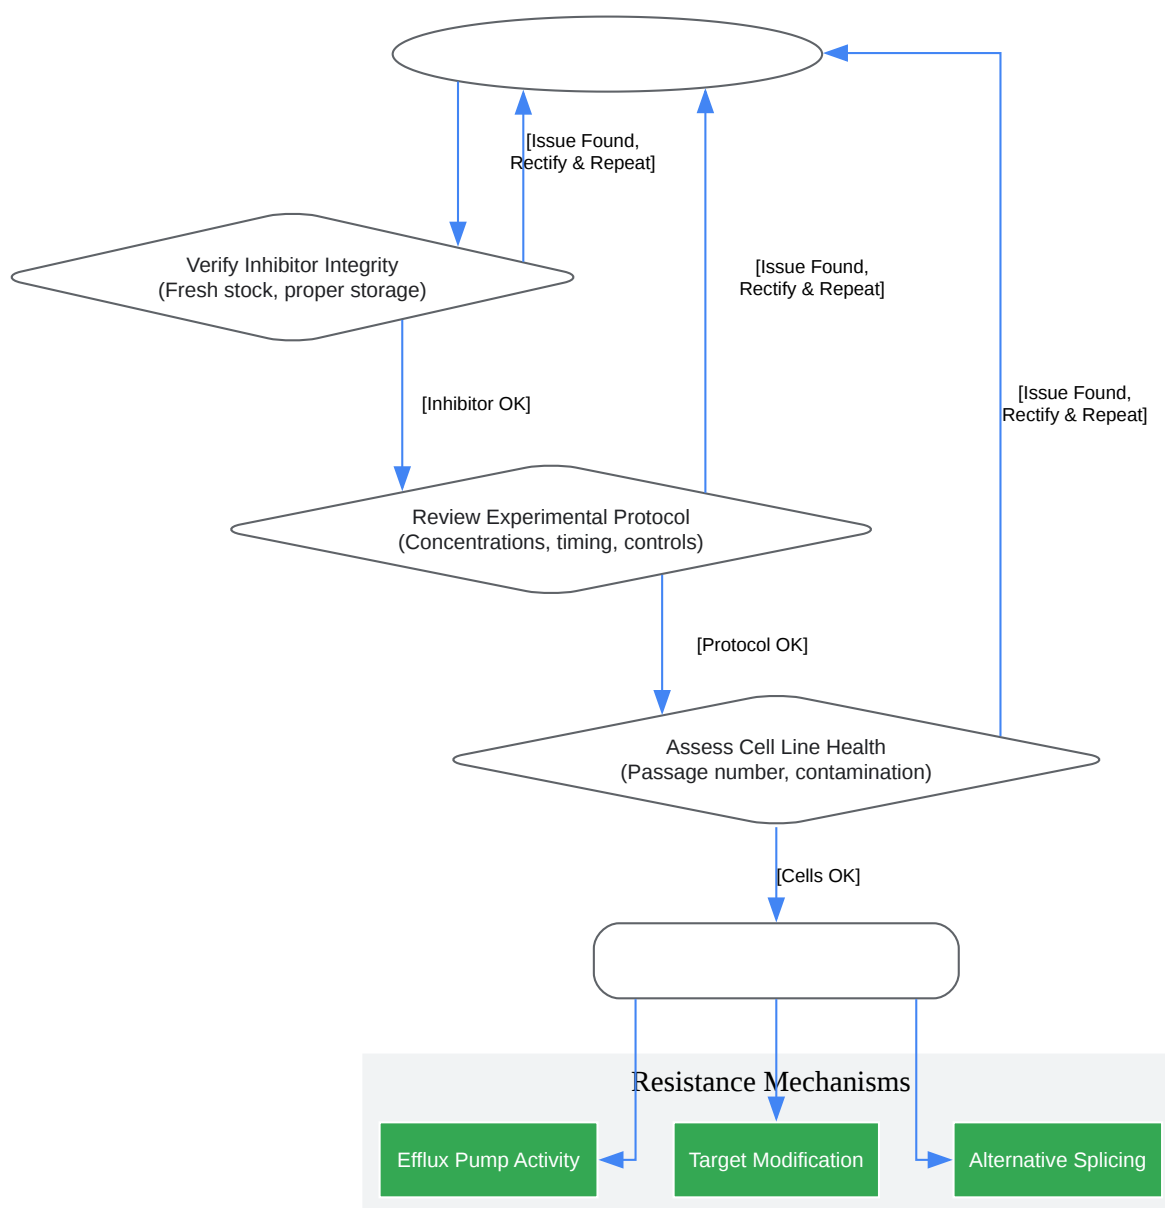 [Issue Found,
Rectify & Repeat]
Verify Inhibitor Integrity
(Fresh stock, proper storage)
[Issue Found,
Rectify & Repeat]
[Inhibitor OK]
[Issue Found,
Rectify & Repeat]
Review Experimental Protocol
(Concentrations, timing, controls)
[Protocol OK]
Assess Cell Line Health
(Passage number, contamination)
[Cells OK]
Resistance Mechanisms
Efflux Pump Activity
Target Modification
Alternative Splicing